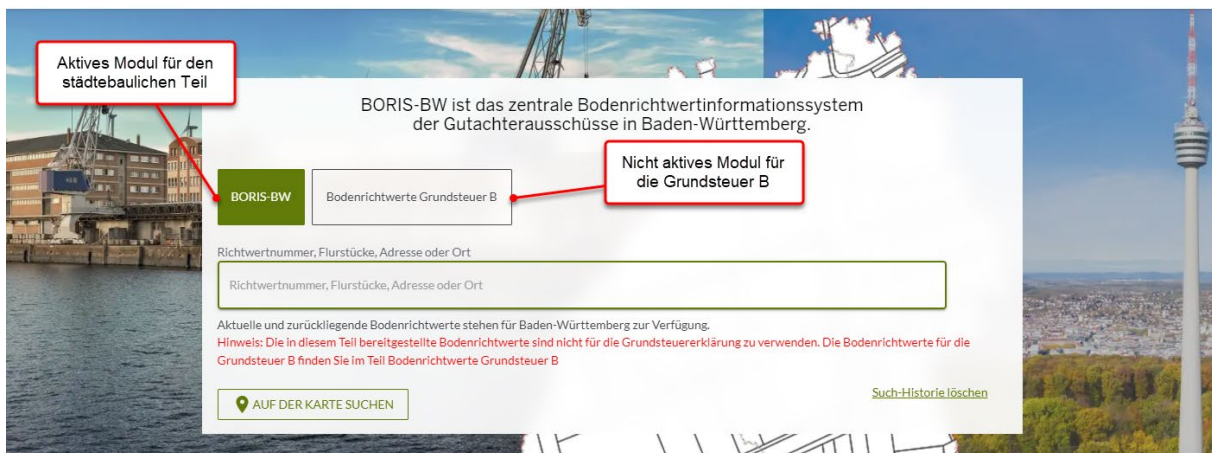 Aktives Modul für den
städtebaulichen Teil
BORIS-BW ist das zentrale Bodenrichtwertinformationssystem
der Gutachterausschüsse in Baden-Württemberg.
Nicht aktives Modul für
die Grundsteuer B
BORIS-BW
Bodenrichtwerte Grundsteuer B
Richtwertnummer, Flurstücke, Adresse oder Ort
Richtwertnummer, Flurstücke, Adresse oder Ort
Aktuelle und zurückliegende Bodenrichtwerte stehen für Baden-Württemberg zur Verfügung.
Hinweis: Die in diesem Teil bereitgestellte Bodenrichtwerte sind nicht für die Grundsteuererklärung zu verwenden. Die Bodenrichtwerte für die
Grundsteuer B finden Sie im Teil Bodenrichtwerte Grundsteuer B
AUF DER KARTE SUCHEN
Such-Historie löschen